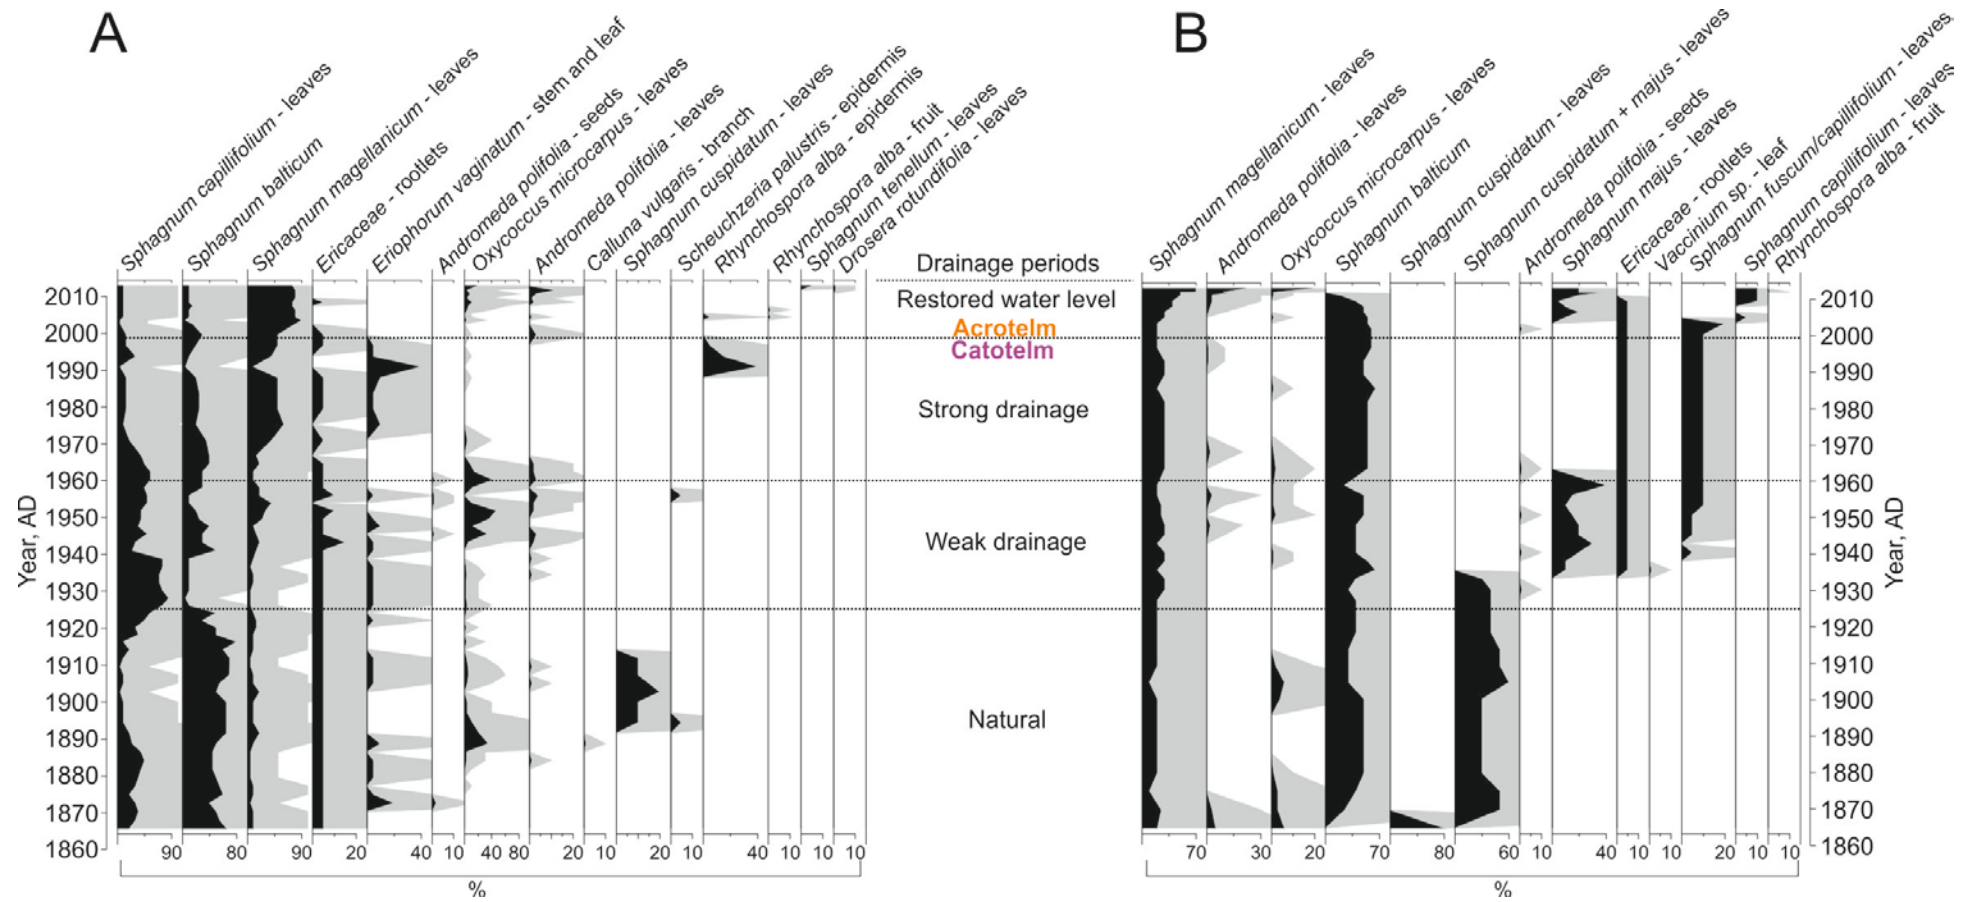 A
Sphagnum capillifolium - leaves
Sphagnum balticum
Sphagnum magellanicum - leaves
Ericaceae - rootlets
Eriophorum vaginatum - stem and leaf
Andromeda polifolia - seeds
Oxycoccus microcarpus - leaves
Andromeda polifolia - leaves
Calluna vulgaris - branch
Sphagnum cuspidatum - leaves
Scheuchzeria palustris - epidermis
Rhynchospora alba - epidermis
Rhynchospora alba - fruit
Sphagnum tenellum - leaves
Drosera rotundifolia - leaves
Year, AD
2010
2000
1990
1980
1970
1960
1950
1940
1930
1920
1910
1900
1890
1880
1870
1860
90 80 90 20 40 10 40 80 20 10 20 10 40 10 10 10
%
Drainage periods
Restored water level
Acrotelm
Catotelm
Strong drainage
Weak drainage
Natural
B
Sphagnum magellanicum - leaves
Andromeda polifolia - leaves
Oxycoccus microcarpus - leaves
Sphagnum balticum
Sphagnum cuspidatum - leaves
Sphagnum cuspidatum + majus - leaves
Andromeda polifolia - seeds
Sphagnum majus - leaves
Ericaceae - rootlets
Vaccinium sp. - leaf
Sphagnum fuscum/capillifolium - leaves
Sphagnum capillifolium - leaves
Rhynchospora alba - fruit
2010
2000
1990
1980
1970
1960
1950
1940
1930
1920
1910
1900
1890
1880
1870
1860
Year, AD
70 30 20 70 80 60 10 40 10 10 20 10 10
%